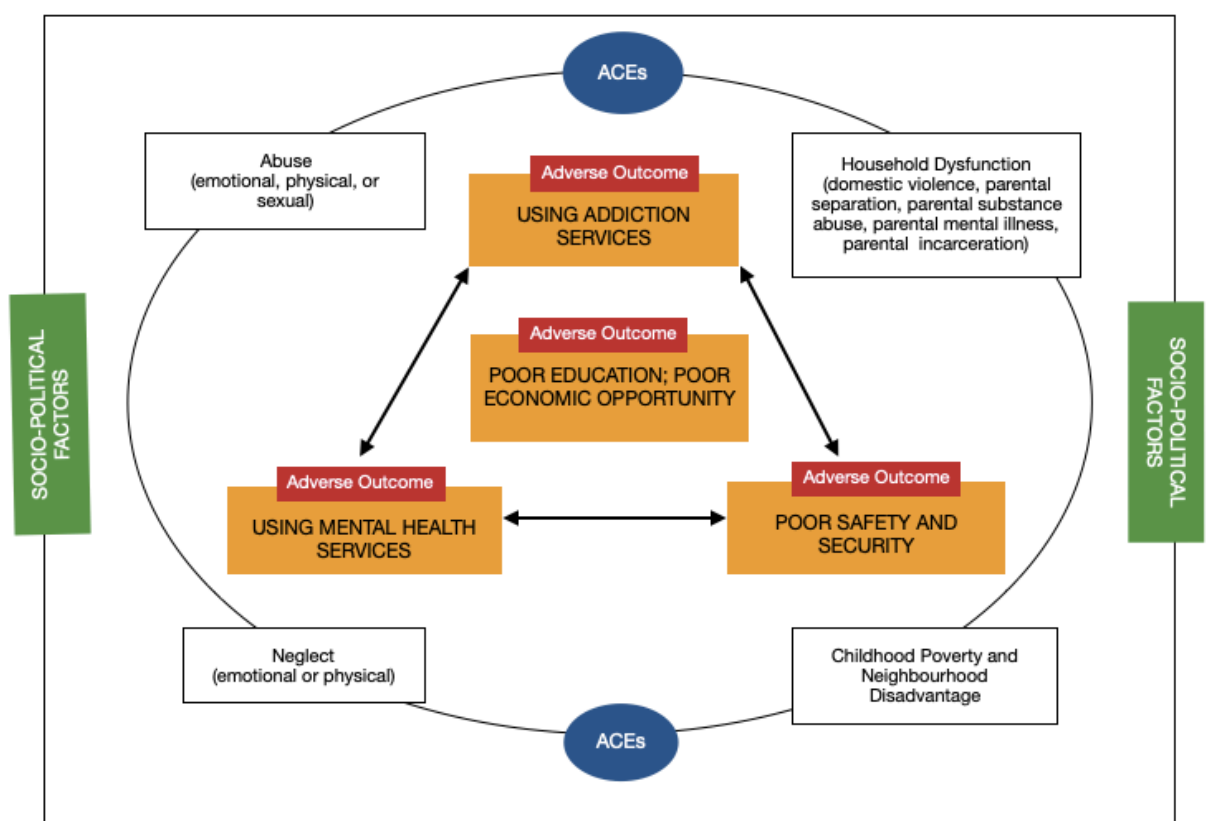 ACEs
Abuse
(emotional, physical, or
sexual)
Household Dysfunction
(domestic violence, parental
separation, parental substance
abuse, parental mental illness,
parental incarceration)
Adverse Outcome
USING ADDICTION
SERVICES
SOCIO-POLITICAL
FACTORS
Adverse Outcome
POOR EDUCATION; POOR
ECONOMIC OPPORTUNITY
SOCIO-POLITICAL
FACTORS
Adverse Outcome
USING MENTAL HEALTH
SERVICES
Adverse Outcome
POOR SAFETY AND
SECURITY
Neglect
(emotional or physical)
Childhood Poverty and
Neighbourhood
Disadvantage
ACEs